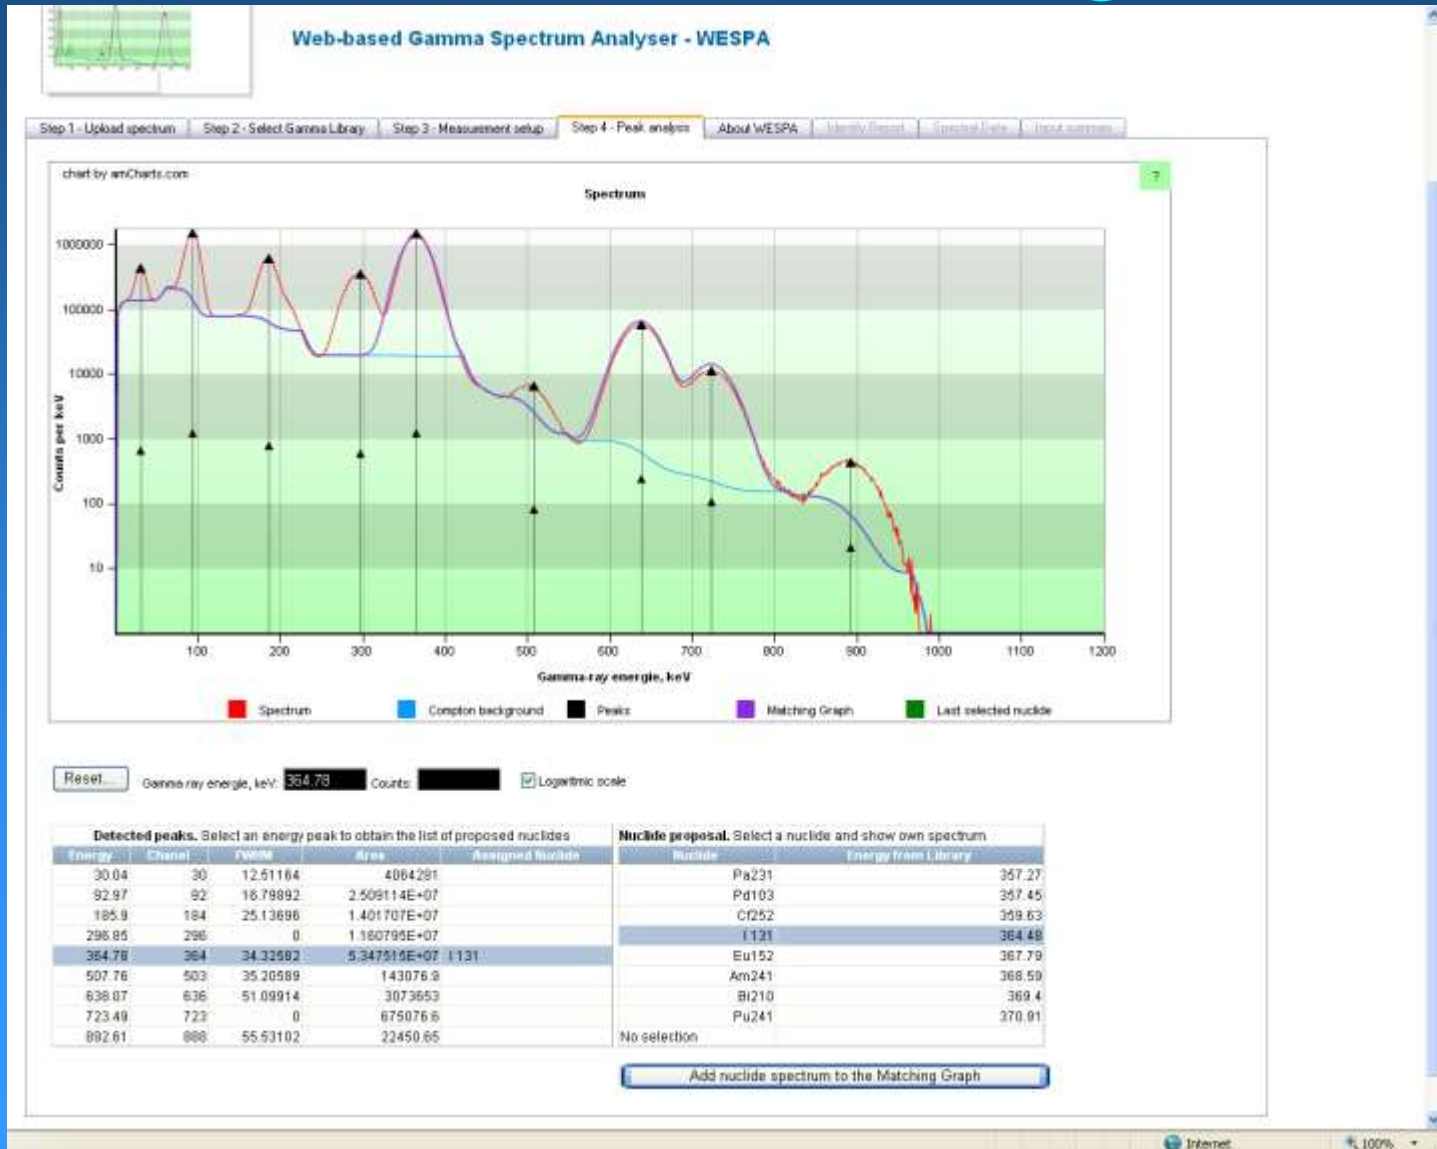 Web-based Gamma Spectrum Analyser - WESPA
Step 1 - Upload spectrum Step 2 - Select Gamma Library Step 3 - Measurement setup Step 4 - Peak analysis About WESPA Identify Report Spectral Data Input summary
chart by amCharts.com
?
Spectrum
1000000
100000
10000
1000
100
10
Counts per keV
100 200 300 400 500 600 700 800 900 1000 1100 1200
Gamma-ray energie, keV
Spectrum Compton background Peaks Matching Graph Last selected nuclide
Reset... Gamma ray energie, keV: 364.78 Counts: Logaritmic scale
Detected peaks. Select an energy peak to obtain the list of proposed nuclides Nuclide proposal. Select a nuclide and show own spectrum
Energy Chanel FWHM Area Assigned Nuclide Nuclide Energy from Library
30.04 30 12.51164 4064281 Pa231 357.27
92.97 92 16.79892 2.509114E+07 Pd103 357.45
185.9 184 25.13696 1.401707E+07 Cf252 359.63
296.85 296 0 1.160795E+07 I 131 364.48
364.78 364 34.32582 5.347515E+07 I 131 Eu152 367.79
507.76 503 35.20589 143076.9 Am241 368.59
638.07 636 51.09914 3073653 Bi210 369.4
723.49 723 0 675076.6 Pu241 370.91
892.61 888 55.53102 22450.65 No selection
Add nuclide spectrum to the Matching Graph
Internet 100%